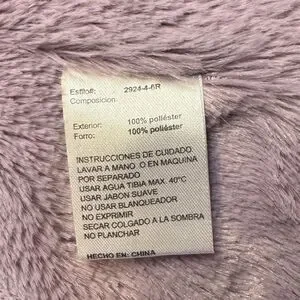 Estilo#: 2924-4-6R
Composicion:
Exterior: 100% poliéster
Forro: 100% poliéster
INSTRUCCIONES DE CUIDADO
LAVAR A MANO O EN MAQUINA
POR SEPARADO
USAR AGUA TIBIA MAX. 40°C
USAR JABON SUAVE
NO USAR BLANQUEADOR
NO EXPRIMIR
SECAR COLGADO A LA SOMBRA
NO PLANCHAR
HECHO EN: CHINA